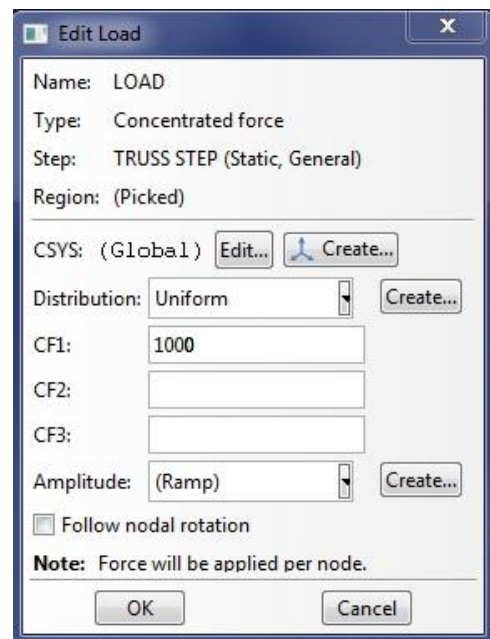 Edit Load
X
Name: LOAD
Type: Concentrated force
Step: TRUSS STEP (Static, General)
Region: (Picked)
CSYS: (Global) Edit... Create...
Distribution: Uniform Create...
CF1: 1000
CF2:
CF3:
Amplitude: (Ramp) Create...
Follow nodal rotation
Note: Force will be applied per node.
OK Cancel